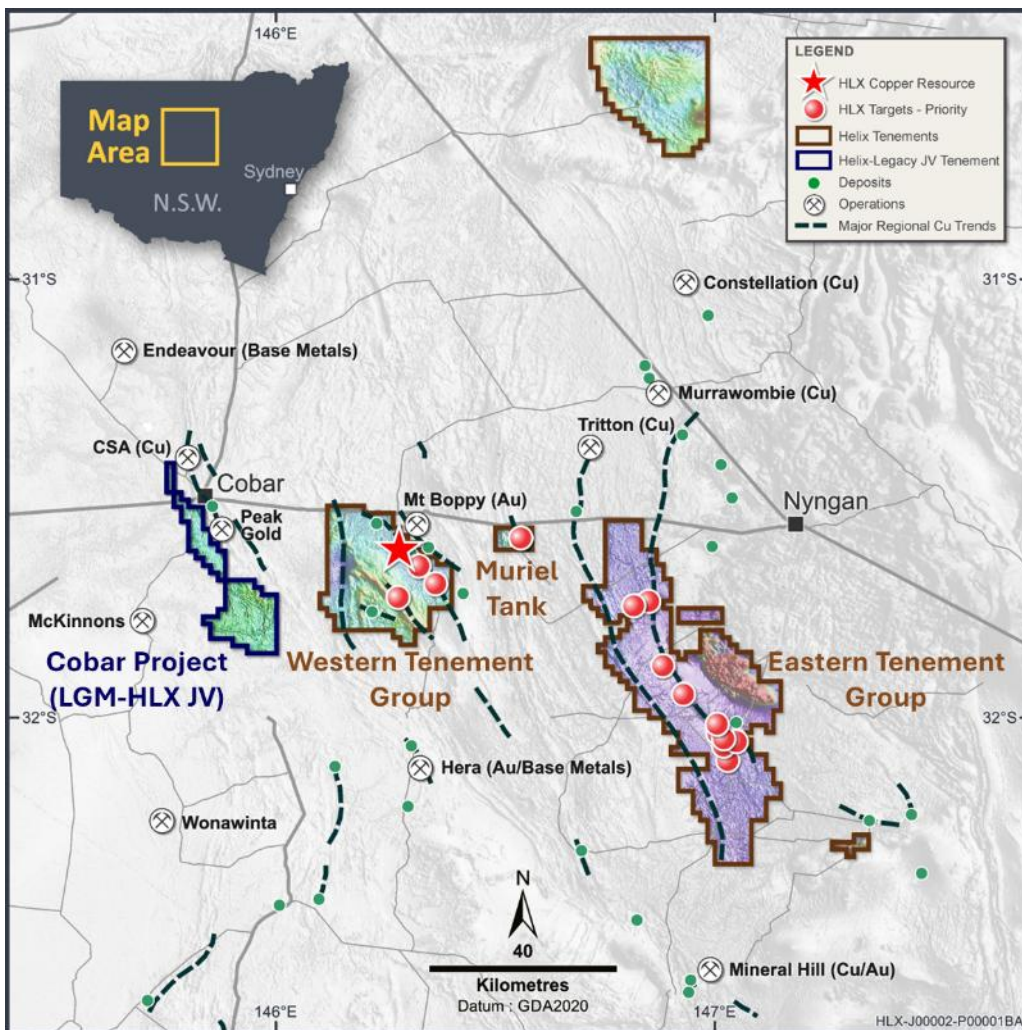 146°E
Map
Area
Sydney
N.S.W.
LEGEND
HLX Copper Resource
HLX Targets - Priority
Helix Tenements
Helix-Legacy JV Tenement
Deposits
Operations
Major Regional Cu Trends
31°S
31°S
Constellation (Cu)
Endeavour (Base Metals)
Murrawombie (Cu)
Tritton (Cu)
CSA (Cu)
Cobar
Mt Boppy (Au)
Nyngan
Peak
Gold
Muriel
Tank
McKinnons
Cobar Project
(LGM-HLX JV)
Western Tenement
Group
Eastern Tenement
Group
32°S
32°S
Hera (Au/Base Metals)
Wonawinta
N
40
Kilometres
Datum : GDA2020
Mineral Hill (Cu/Au)
146°E
147°E
HLX-J00002-P00001BA